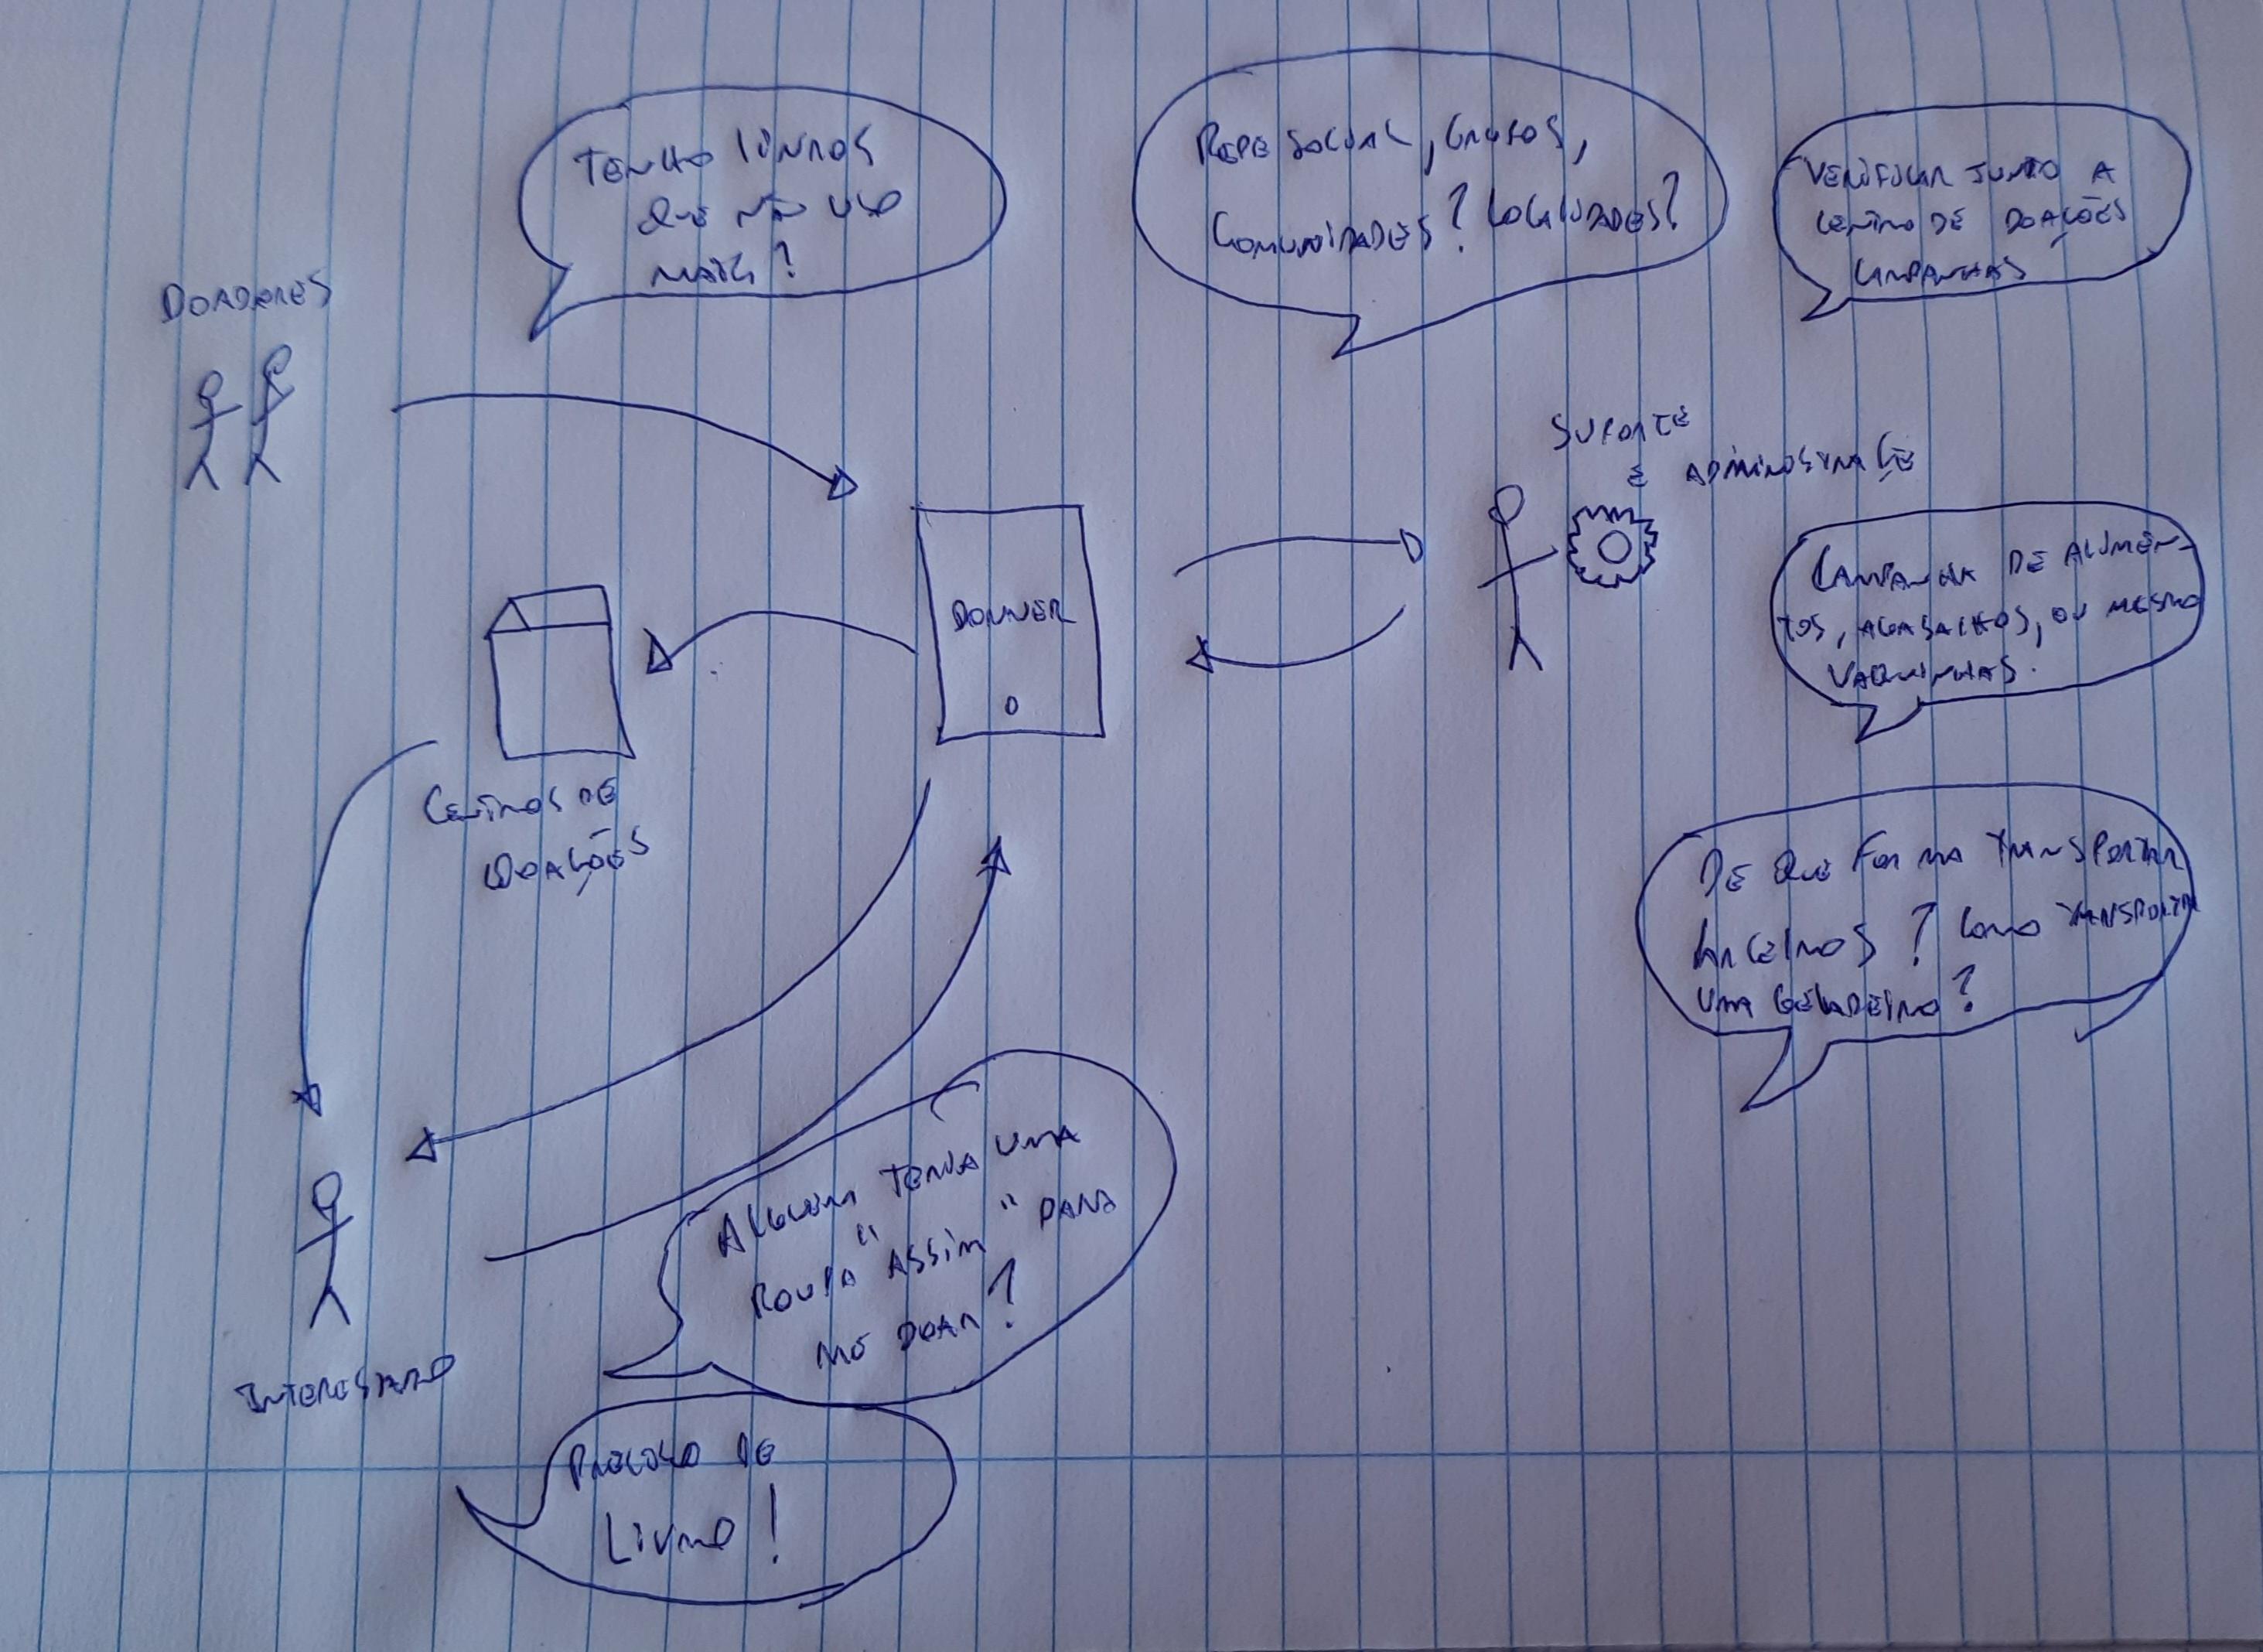 TENHO LIVROS
QUE NÃO USO
MAIS?
REDE SOCIAL, GRUPOS,
COMUNIDADES? LOCALIDADES?
VERIFICAR JUNTO A
CENTRO DE DOAÇÕES
CAMPANHAS
DOADORES
SUPORTE
E ADMINISTRAÇÃO
DONNER
CAMPANHA DE ALIMEN-
TOS, AGASALHOS, OU MESMO
VAQUINHAS.
CENTROS DE
DOAÇÕES
DE QUE FORMA TRANSPORTAR
? COMO TRANSPORTAR
UMA GELADEIRA?
ALGUEM TERIA UMA
ROUPA "ASSIM" PARA
ME DOAR?
INTERESSADO
PRECISO DE
LIVRO!